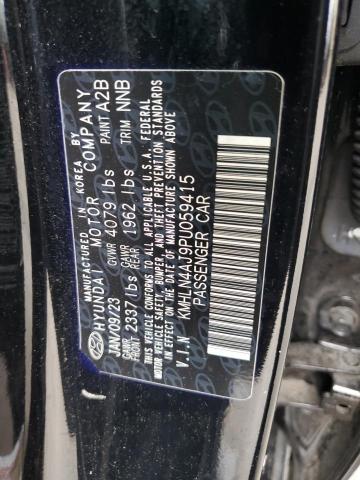 MANUFACTURED IN KOREA BY
HYUNDAI MOTOR COMPANY
JAN/09/23 GVWR 4079 lbs PAINT A2B
GAWR FRONT 2337 lbs GAWR REAR 1962 lbs TRIM NNB
THIS VEHICLE CONFORMS TO ALL APPLICABLE U.S.A. FEDERAL
MOTOR VEHICLE SAFETY, BUMPER, AND THEFT PREVENTION
STANDARDS IN EFFECT ON THE DATE OF MANUFACTURE SHOWN ABOVE
V.I.N KMHLN4AJ9PU059415
PASSENGER CAR